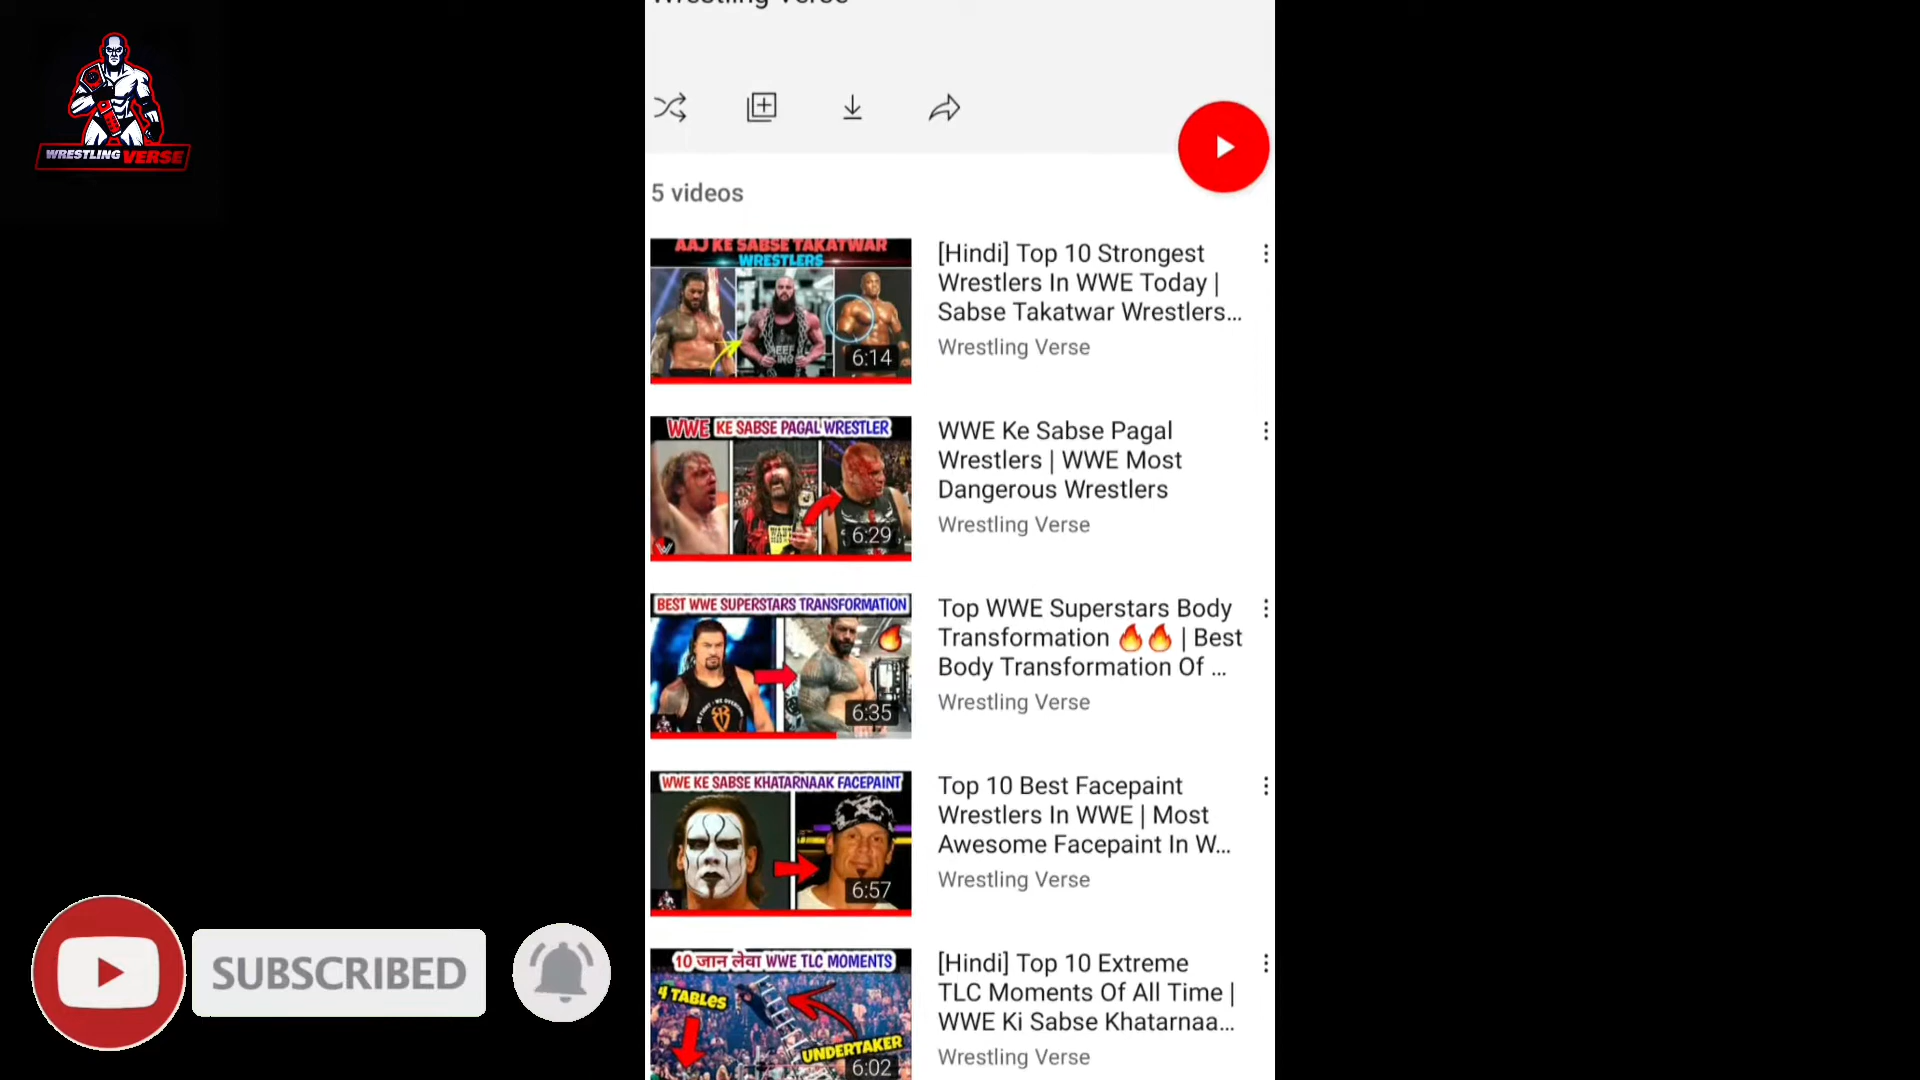 Wrestling Verse
WRESTLING VERSE
5 videos
AAJ KE SABSE TAKATWAR
WRESTLERS
6:14
[Hindi] Top 10 Strongest
Wrestlers In WWE Today |
Sabse Takatwar Wrestlers...
Wrestling Verse
WWE KE SABSE PAGAL WRESTLER
6:29
WWE Ke Sabse Pagal
Wrestlers | WWE Most
Dangerous Wrestlers
Wrestling Verse
BEST WWE SUPERSTARS TRANSFORMATION
6:35
Top WWE Superstars Body
Transformation 🔥🔥 | Best
Body Transformation Of ...
Wrestling Verse
WWE KE SABSE KHATARNAAK FACEPAINT
6:57
Top 10 Best Facepaint
Wrestlers In WWE | Most
Awesome Facepaint In W...
Wrestling Verse
10 जान लेवा WWE TLC MOMENTS
4 TABLEs
UNDERTAKER
6:02
[Hindi] Top 10 Extreme
TLC Moments Of All Time |
WWE Ki Sabse Khatarnaa...
Wrestling Verse
SUBSCRIBED